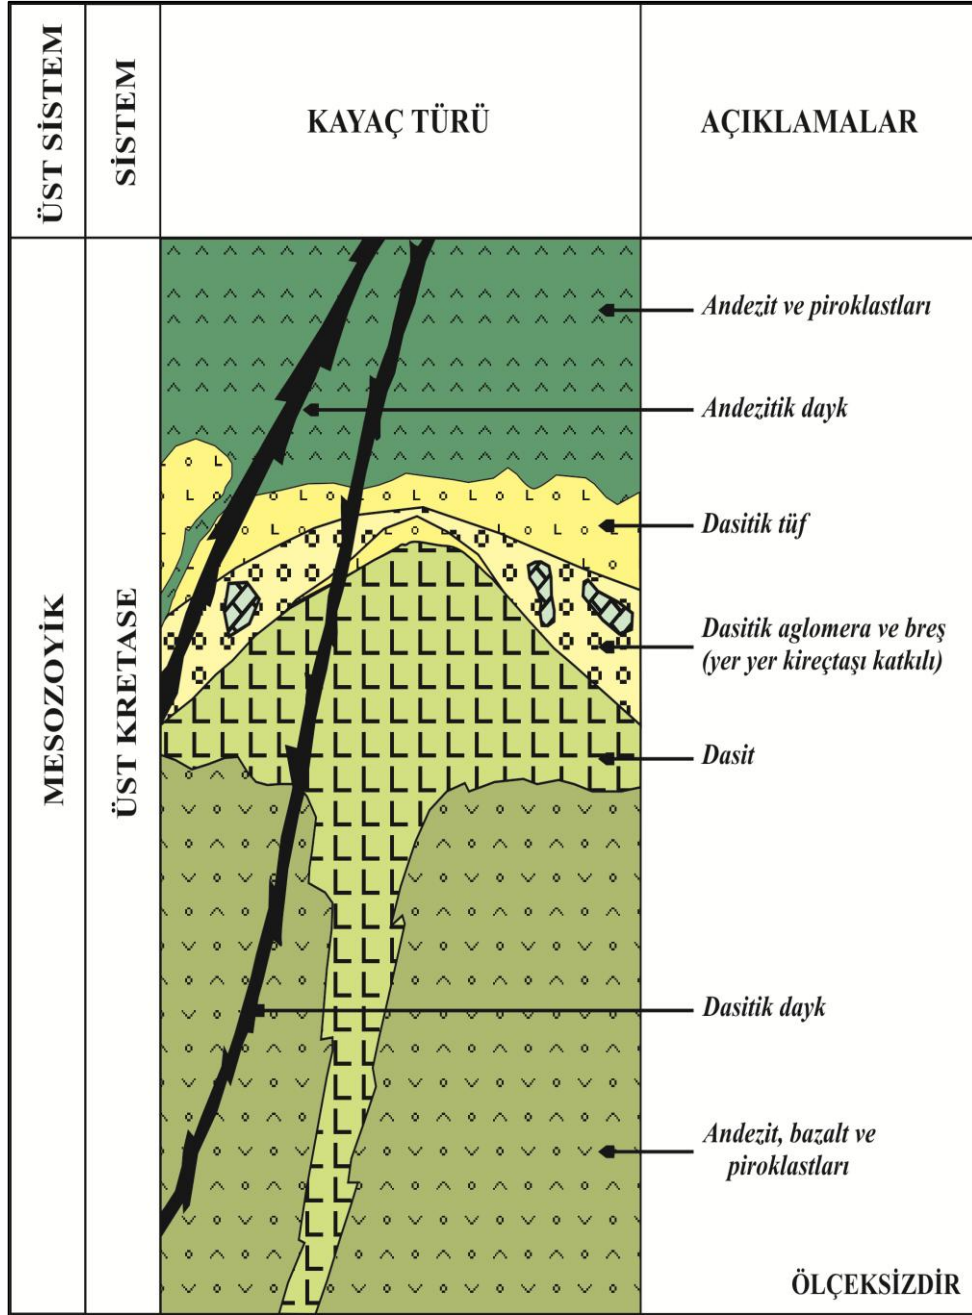 ÜST SİSTEM
SİSTEM
KAYAÇ TÜRÜ
AÇIKLAMALAR
MESOZOYİK
ÜST KRETASE
Andezit ve piroklastları
Andezitik dayk
Dasitik tüf
Dasitik aglomera ve breş
(yer yer kireçtaşı katkılı)
Dasit
Dasitik dayk
Andezit, bazalt ve
piroklastları
ÖLÇEKSİZDİR